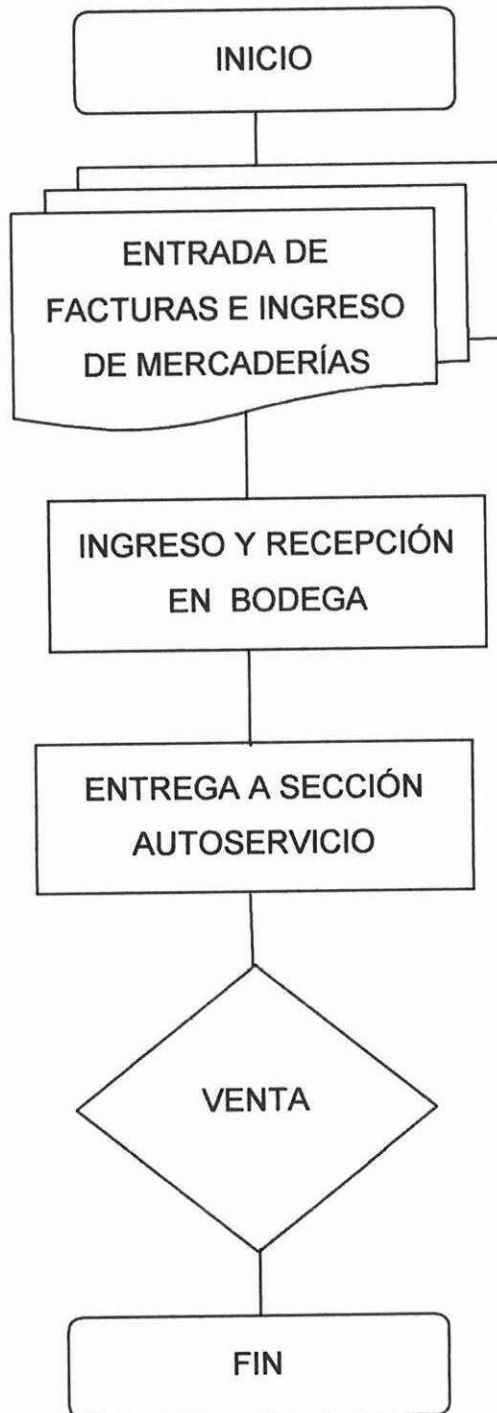 INICIO
ENTRADA DE
FACTURAS E INGRESO
DE MERCADERÍAS
INGRESO Y RECEPCIÓN
EN BODEGA
ENTREGA A SECCIÓN
AUTOSERVICIO
VENTA
FIN